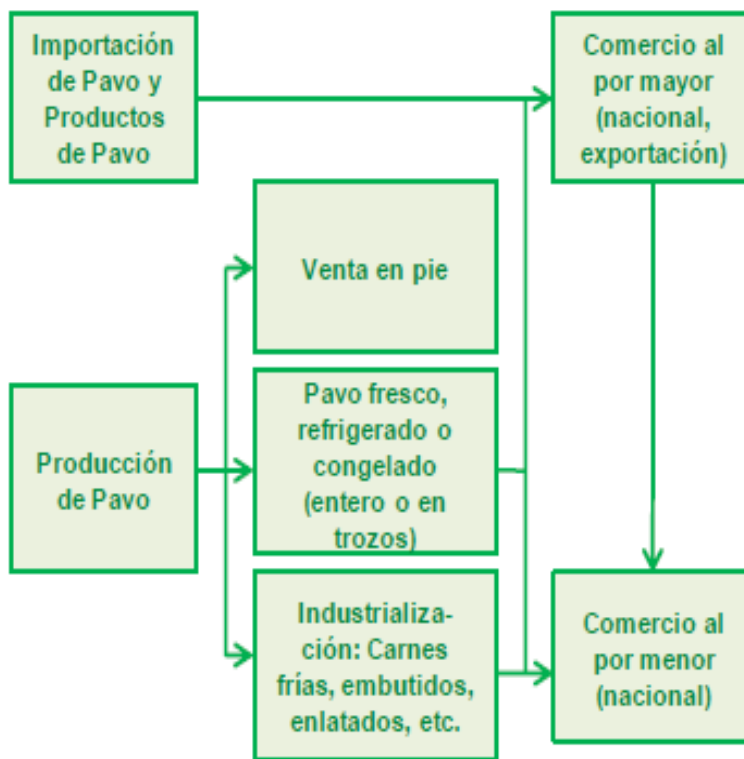 Importación
de Pavo y
Productos
de Pavo
Comercio al
por mayor
(nacional,
exportación)
Venta en pie
Producción
de Pavo
Pavo fresco,
refrigerado o
congelado
(entero o en
trozos)
Industrializa-
ción: Carnes
frías, embutidos,
enlatados, etc.
Comercio al
por menor
(nacional)